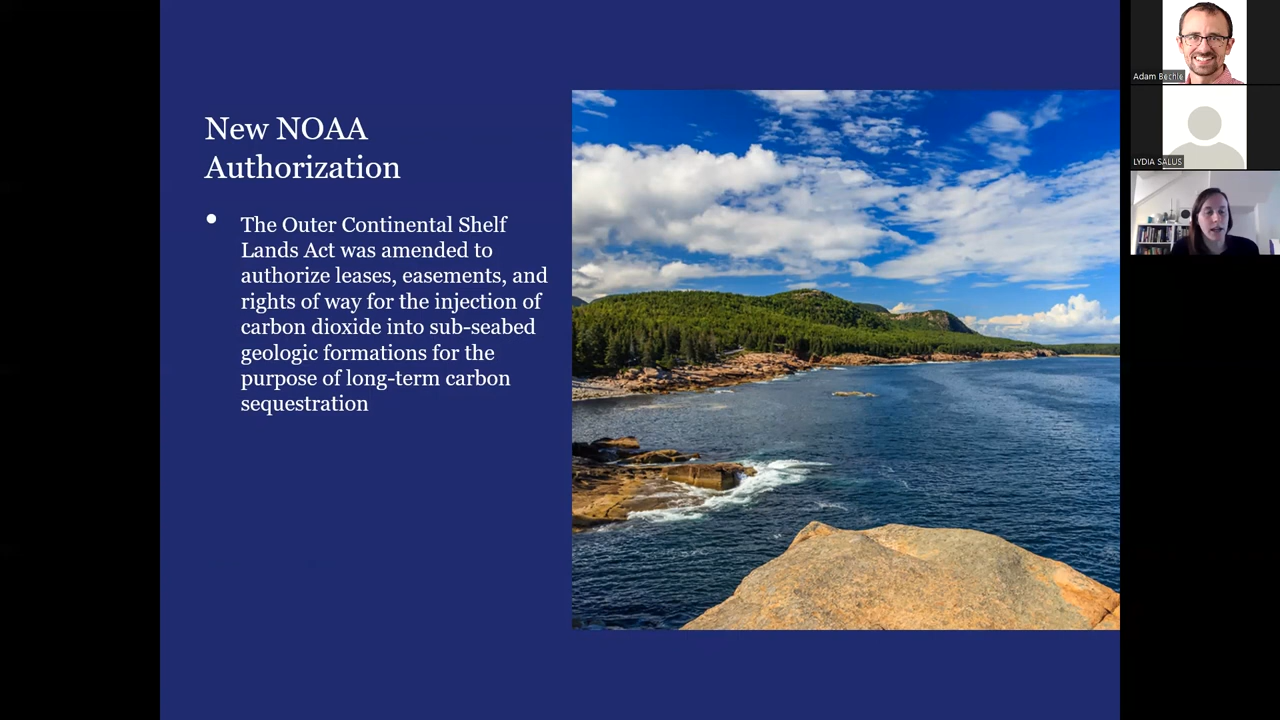 New NOAA
Authorization
• The Outer Continental Shelf
Lands Act was amended to
authorize leases, easements, and
rights of way for the injection of
carbon dioxide into sub-seabed
geologic formations for the
purpose of long-term carbon
sequestration
Adam Bechle
LYDIA SALUS